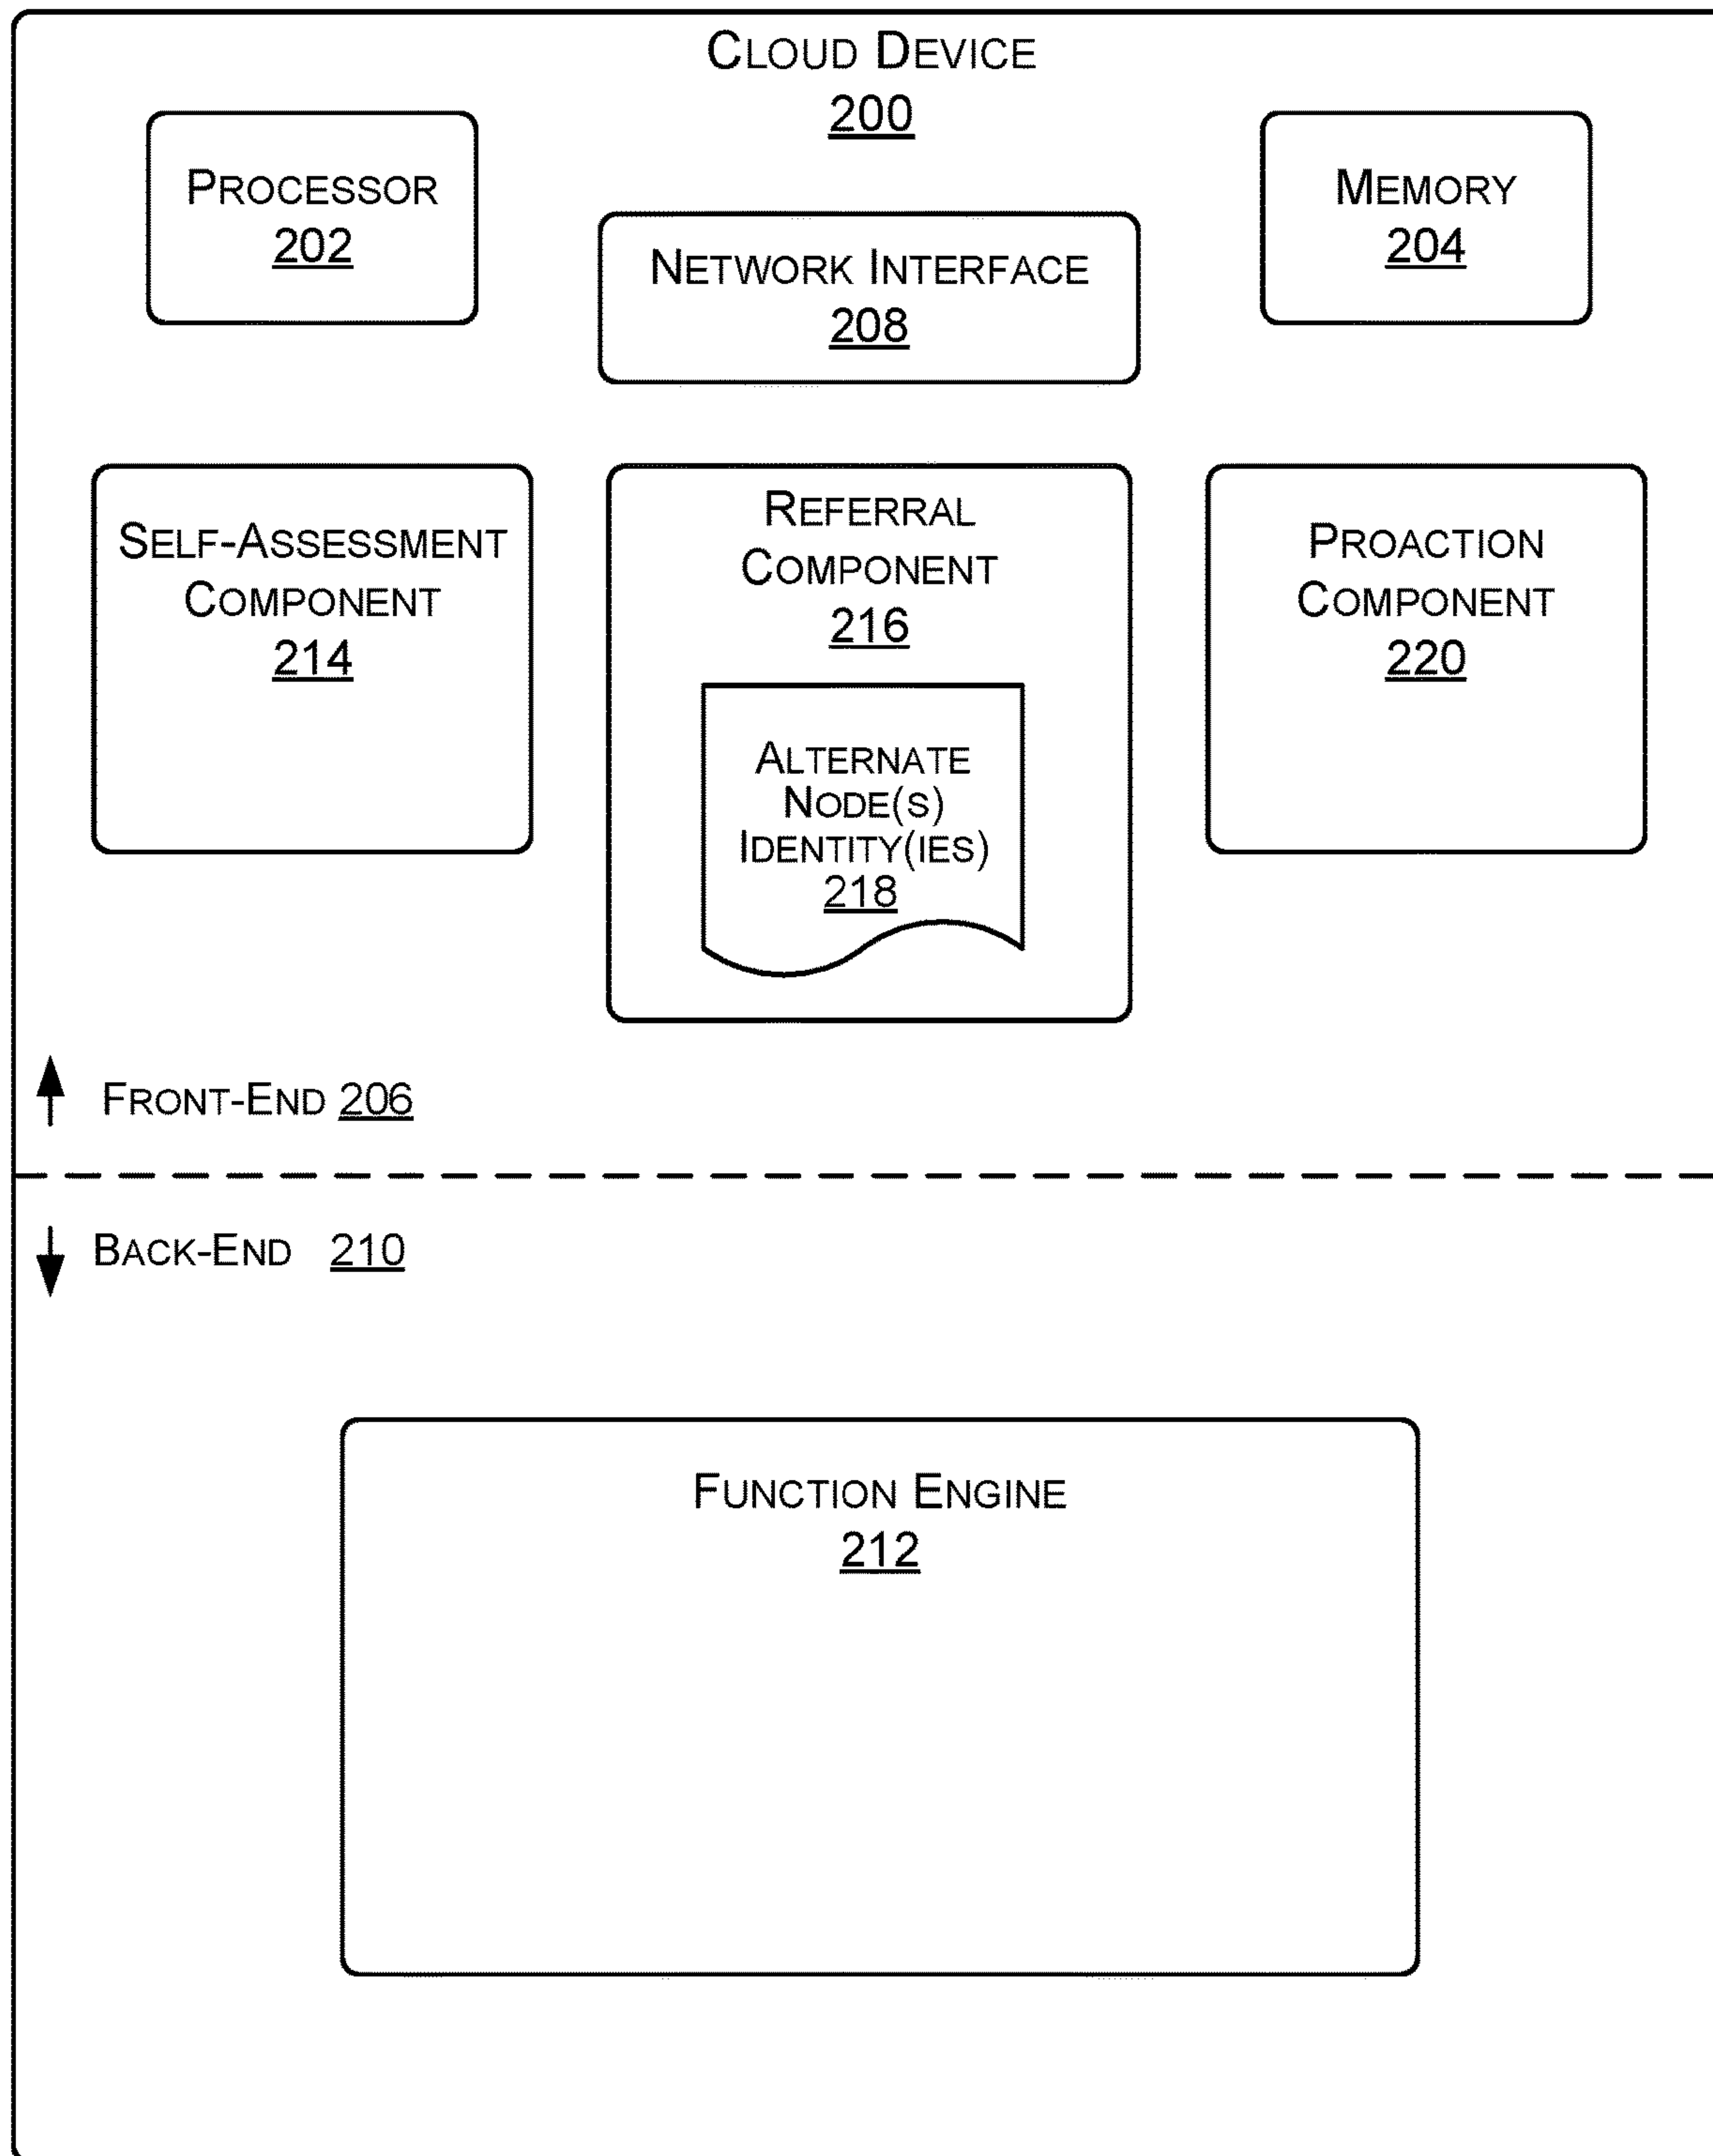 CLOUD DEVICE
200
PROCESSOR
202
MEMORY
204
NETWORK INTERFACE
208
SELF-ASSESSMENT
COMPONENT
214
REFERRAL
COMPONENT
216
ALTERNATE
NODE(S)
IDENTITY(IES)
218
PROACTION
COMPONENT
220
FRONT-END 206
BACK-END 210
FUNCTION ENGINE
212